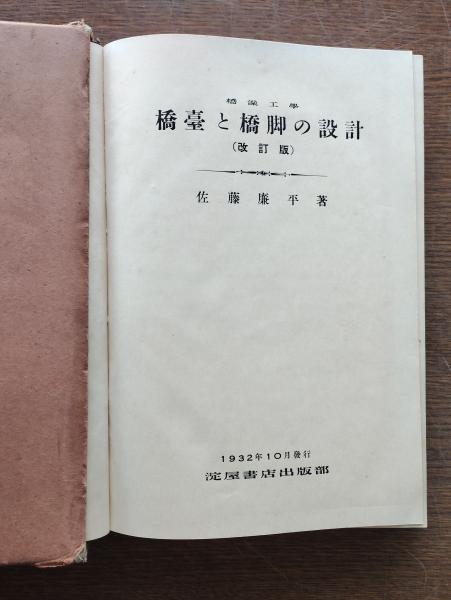 橋梁工學
橋臺と橋脚の設計
(改訂版)
佐藤廉平著
1932年10月發行
淀屋書店出版部